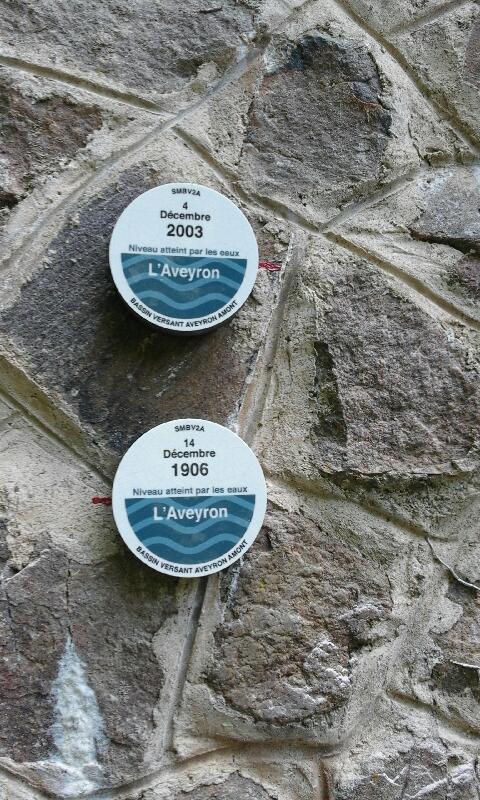 SMBV2A
4
Décembre
2003
Niveau atteint par les eaux
L'Aveyron
BASSIN VERSANT AVEYRON AMONT
SMBV2A
14
Décembre
1906
Niveau atteint par les eaux
L'Aveyron
BASSIN VERSANT AVEYRON AMONT